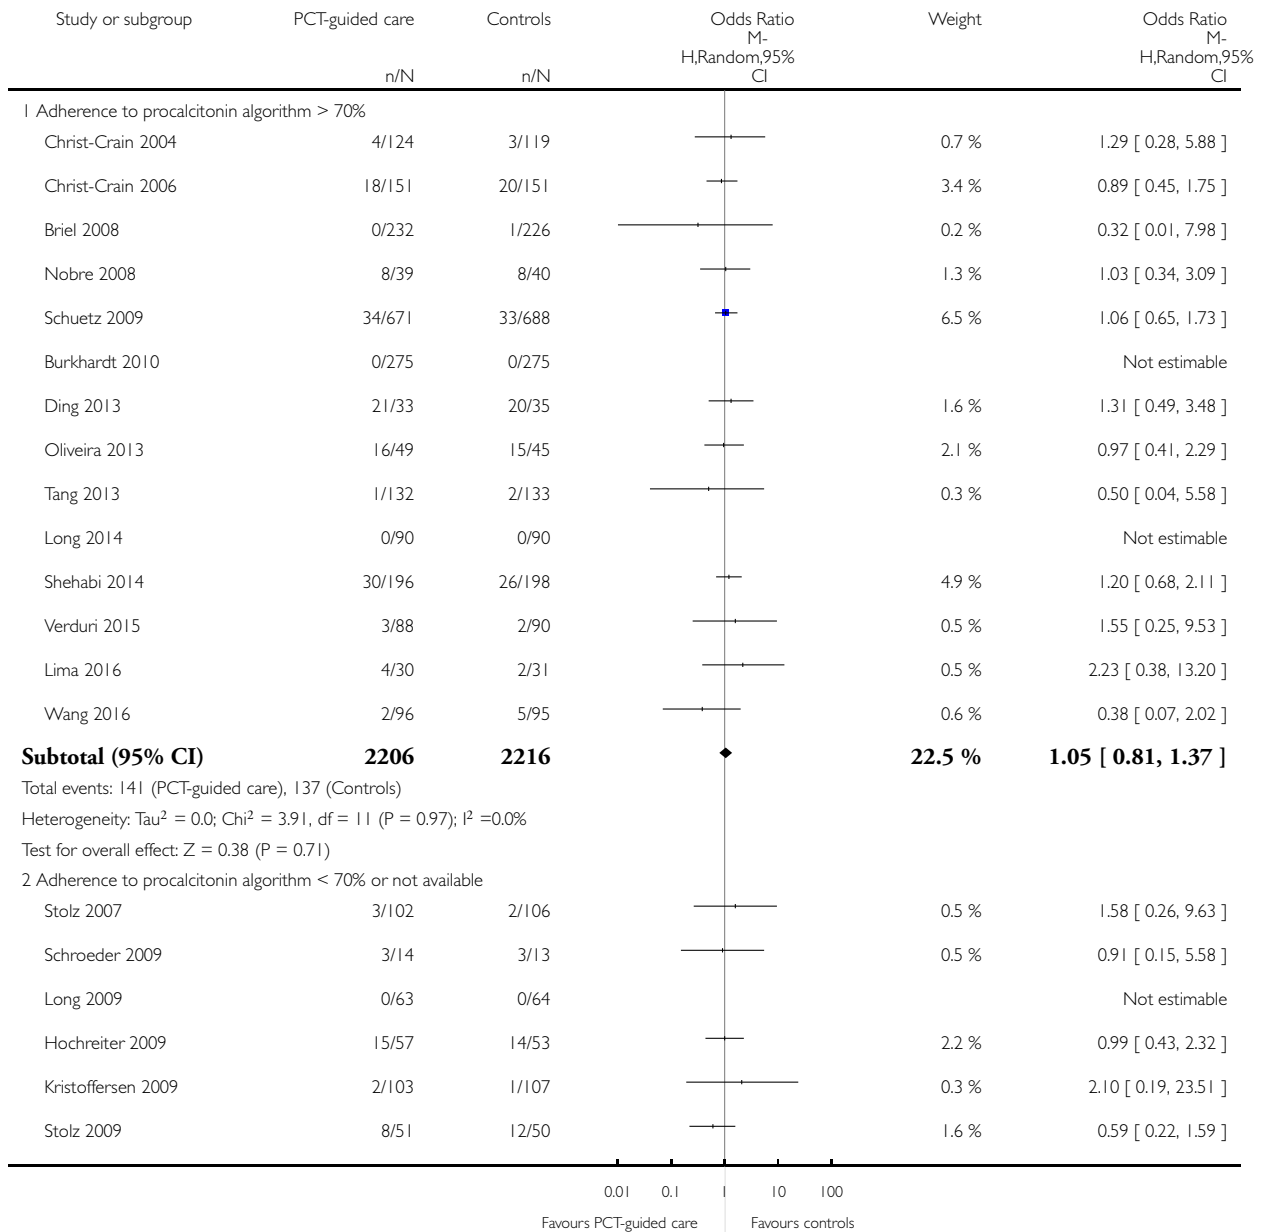 Study or subgroup PCT-guided care Controls Odds Ratio Weight Odds Ratio
M- M-
H,Random,95% H,Random,95%
n/N n/N CI CI
1 Adherence to procalcitonin algorithm > 70%
Christ-Crain 2004 4/124 3/119 0.7 % 1.29 [ 0.28, 5.88 ]
Christ-Crain 2006 18/151 20/151 3.4 % 0.89 [ 0.45, 1.75 ]
Briel 2008 0/232 1/226 0.2 % 0.32 [ 0.01, 7.98 ]
Nobre 2008 8/39 8/40 1.3 % 1.03 [ 0.34, 3.09 ]
Schuetz 2009 34/671 33/688 6.5 % 1.06 [ 0.65, 1.73 ]
Burkhardt 2010 0/275 0/275 Not estimable
Ding 2013 21/33 20/35 1.6 % 1.31 [ 0.49, 3.48 ]
Oliveira 2013 16/49 15/45 2.1 % 0.97 [ 0.41, 2.29 ]
Tang 2013 1/132 2/133 0.3 % 0.50 [ 0.04, 5.58 ]
Long 2014 0/90 0/90 Not estimable
Shehabi 2014 30/196 26/198 4.9 % 1.20 [ 0.68, 2.11 ]
Verduri 2015 3/88 2/90 0.5 % 1.55 [ 0.25, 9.53 ]
Lima 2016 4/30 2/31 0.5 % 2.23 [ 0.38, 13.20 ]
Wang 2016 2/96 5/95 0.6 % 0.38 [ 0.07, 2.02 ]
Subtotal (95% CI) 2206 2216 22.5 % 1.05 [ 0.81, 1.37 ]
Total events: 141 (PCT-guided care), 137 (Controls)
Heterogeneity: Tau² = 0.0; Chi² = 3.91, df = 11 (P = 0.97); I² =0.0%
Test for overall effect: Z = 0.38 (P = 0.71)
2 Adherence to procalcitonin algorithm < 70% or not available
Stolz 2007 3/102 2/106 0.5 % 1.58 [ 0.26, 9.63 ]
Schroeder 2009 3/14 3/13 0.5 % 0.91 [ 0.15, 5.58 ]
Long 2009 0/63 0/64 Not estimable
Hochreiter 2009 15/57 14/53 2.2 % 0.99 [ 0.43, 2.32 ]
Kristoffersen 2009 2/103 1/107 0.3 % 2.10 [ 0.19, 23.51 ]
Stolz 2009 8/51 12/50 1.6 % 0.59 [ 0.22, 1.59 ]
0.01 0.1 1 10 100
Favours PCT-guided care Favours controls